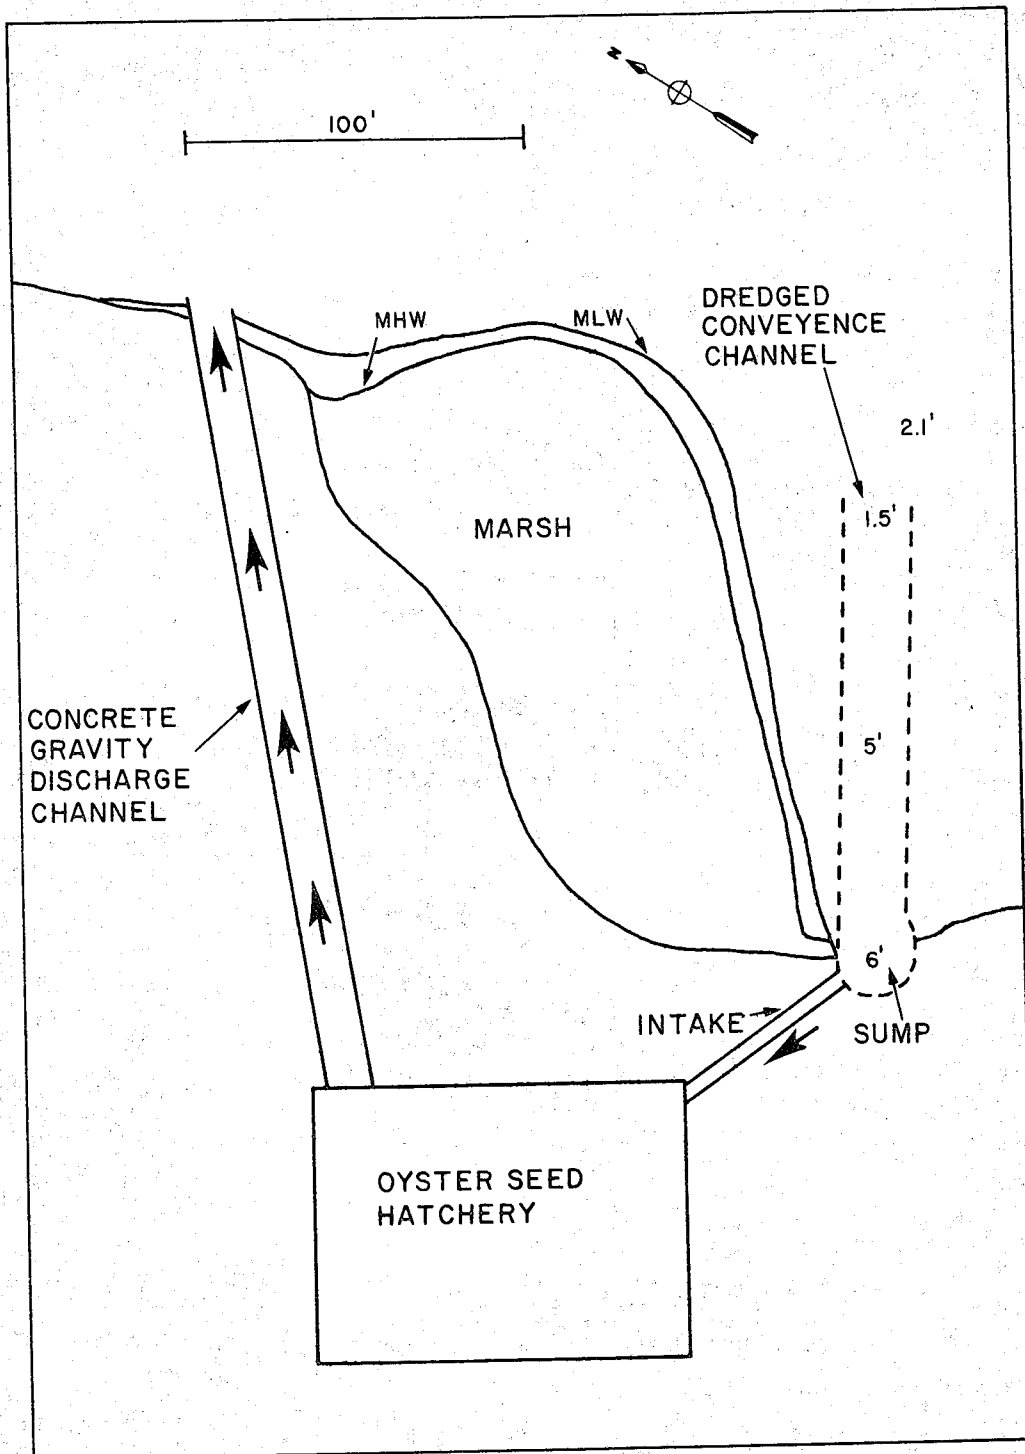 N
100'
DREDGED
CONVEYENCE
CHANNEL
MHW
MLW
2.1'
1.5'
MARSH
CONCRETE
GRAVITY
DISCHARGE
CHANNEL
5'
6'
INTAKE
SUMP
OYSTER SEED
HATCHERY